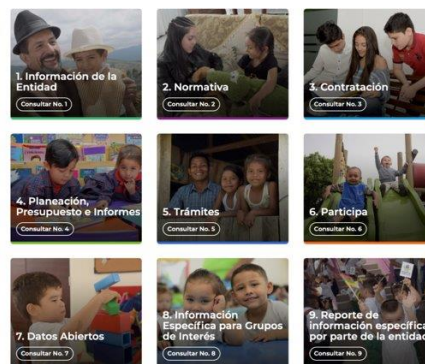 1. Información de la
Entidad
Consultar No. 1
2. Normativa
Consultar No. 2
3. Contratación
Consultar No. 3
4. Planeación,
Presupuesto e Informes
Consultar No. 4
5. Trámites
Consultar No. 5
6. Participa
Consultar No. 6
7. Datos Abiertos
Consultar No. 7
8. Información
Específica para Grupos
de Interés
Consultar No. 8
9. Reporte de
información específica
por parte de la entidad
Consultar No. 9